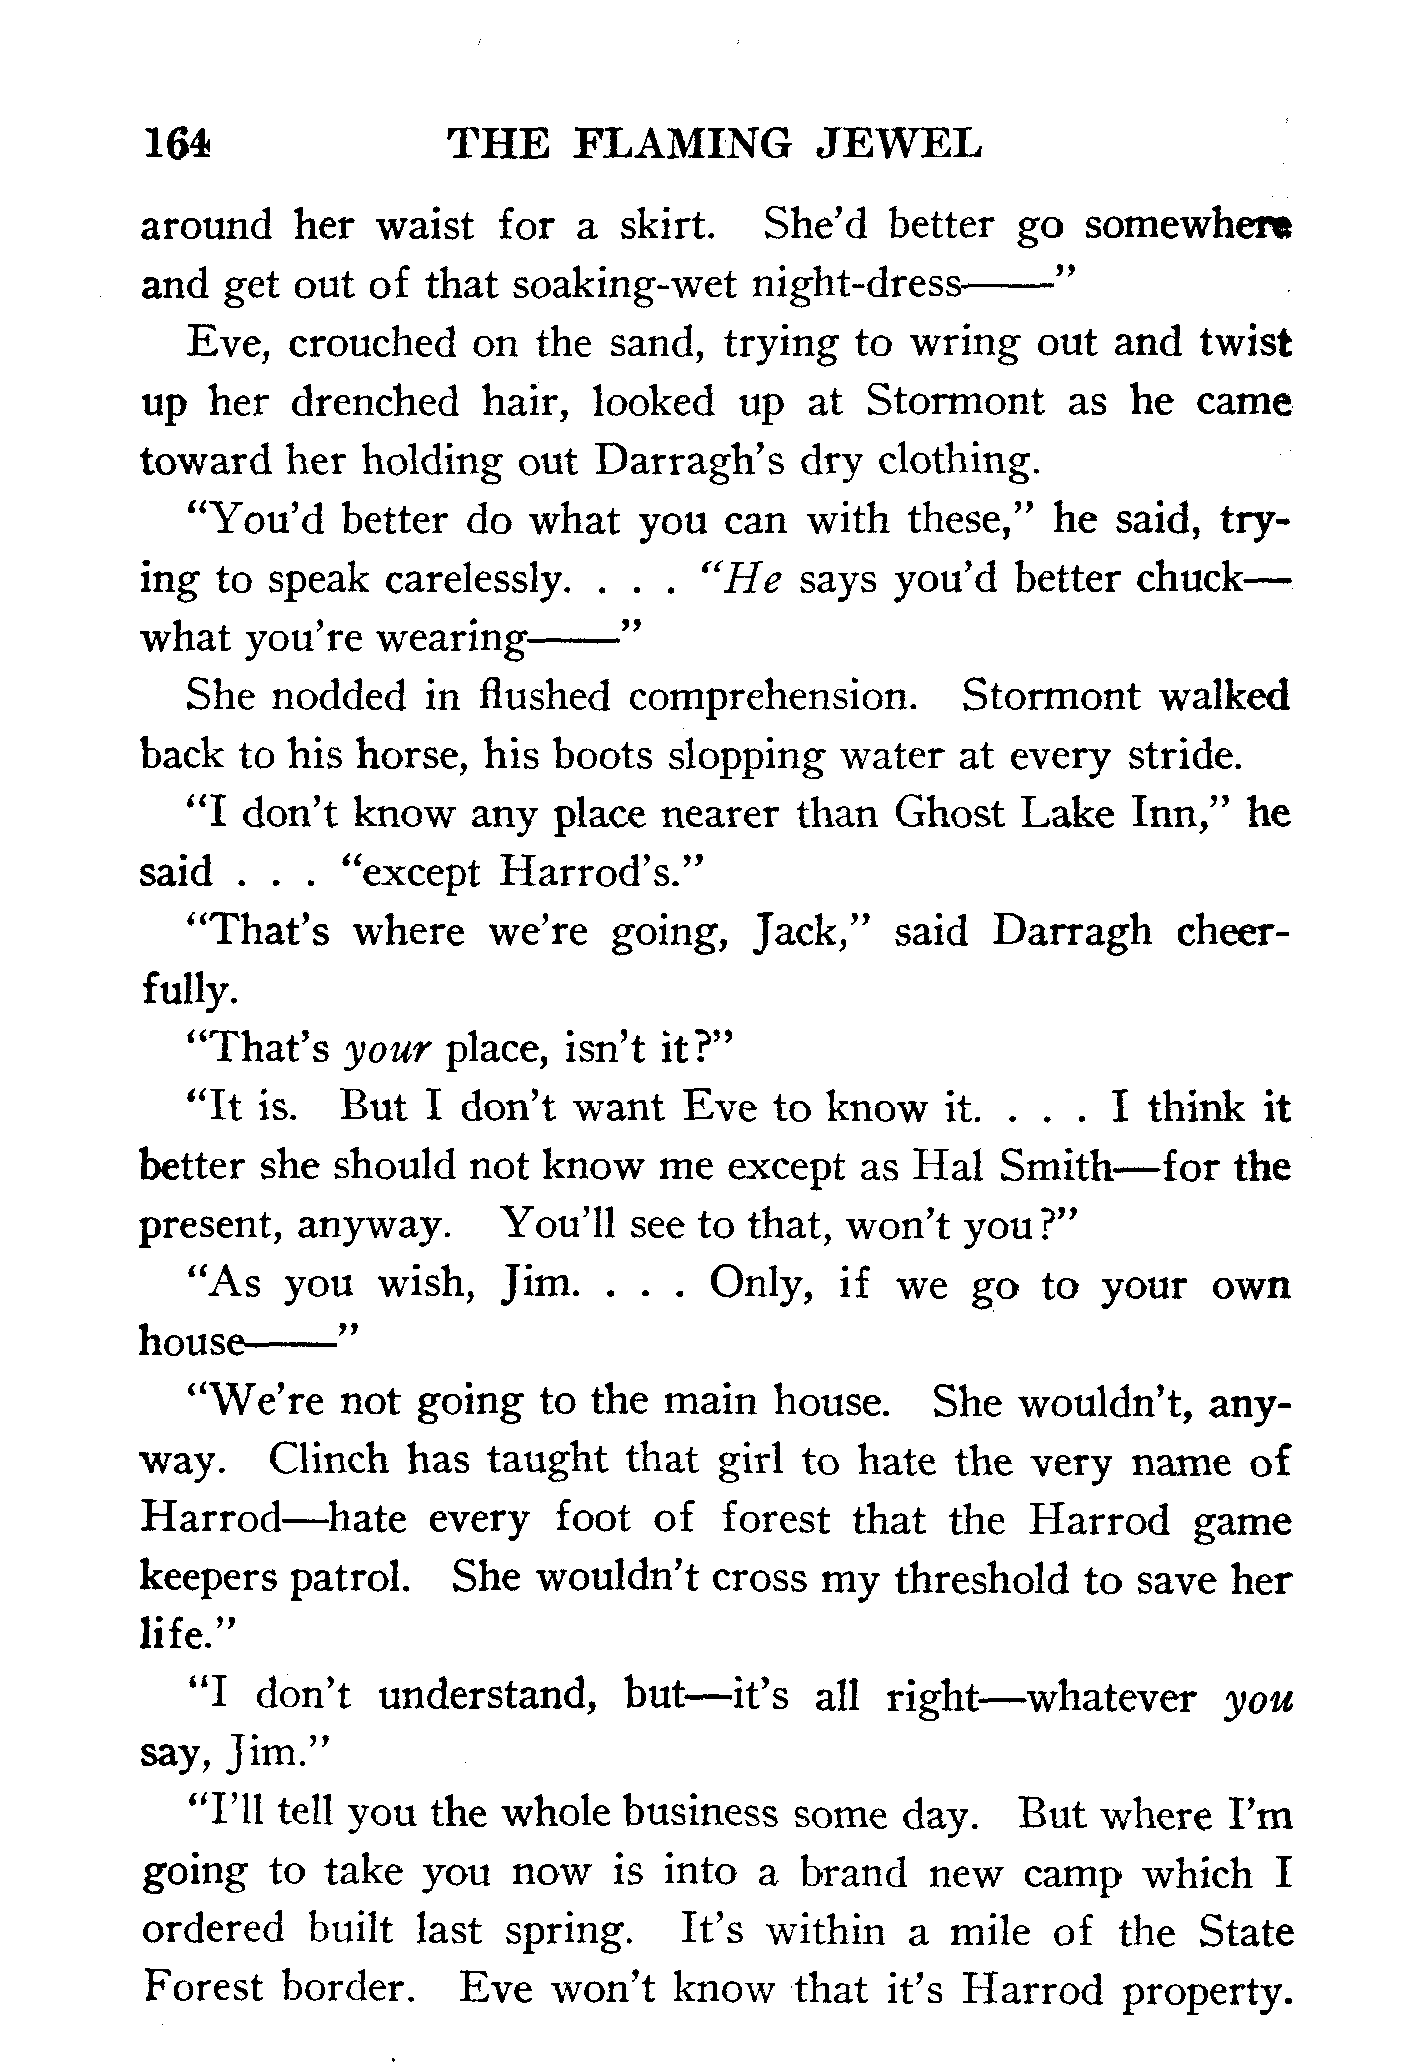 164 THE FLAMING JEWEL
around her waist for a skirt. She'd better go somewhere
and get out of that soaking-wet night-dress——"
Eve, crouched on the sand, trying to wring out and twist
up her drenched hair, looked up at Stormont as he came
toward her holding out Darragh's dry clothing.
"You'd better do what you can with these," he said, try-
ing to speak carelessly. . . . "He says you'd better chuck—
what you're wearing——"
She nodded in flushed comprehension. Stormont walked
back to his horse, his boots slopping water at every stride.
"I don't know any place nearer than Ghost Lake Inn," he
said . . . "except Harrod's."
"That's where we're going, Jack," said Darragh cheer-
fully.
"That's your place, isn't it?"
"It is. But I don't want Eve to know it. . . . I think it
better she should not know me except as Hal Smith—for the
present, anyway. You'll see to that, won't you?"
"As you wish, Jim. . . . Only, if we go to your own
house——"
"We're not going to the main house. She wouldn't, any-
way. Clinch has taught that girl to hate the very name of
Harrod—hate every foot of forest that the Harrod game
keepers patrol. She wouldn't cross my threshold to save her
life."
"I don't understand, but—it's all right—whatever you
say, Jim."
"I'll tell you the whole business some day. But where I'm
going to take you now is into a brand new camp which I
ordered built last spring. It's within a mile of the State
Forest border. Eve won't know that it's Harrod property.